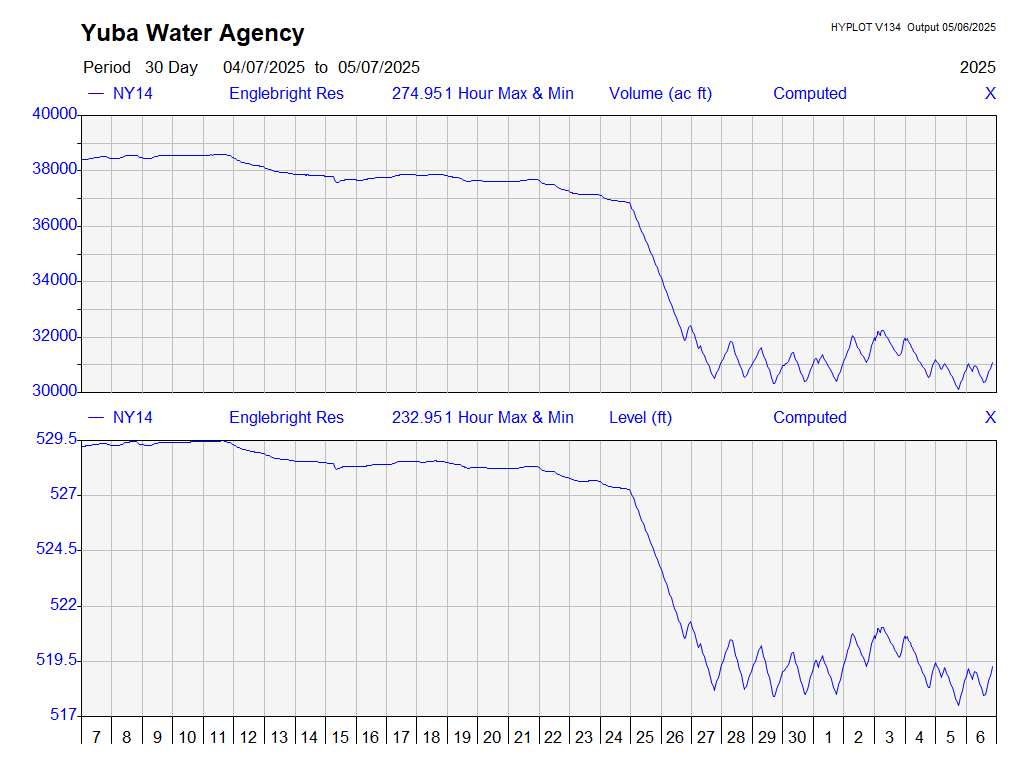 Yuba Water Agency
HYPLOT V134 Output 05/06/2025
Period 30 Day 04/07/2025 to 05/07/2025 2025
NY14 Englebright Res 274.951 Hour Max & Min Volume (ac ft) Computed X
40000
38000
36000
34000
32000
30000
NY14 Englebright Res 232.951 Hour Max & Min Level (ft) Computed X
529.5
527
524.5
522
519.5
517
7 8 9 10 11 12 13 14 15 16 17 18 19 20 21 22 23 24 25 26 27 28 29 30 1 2 3 4 5 6